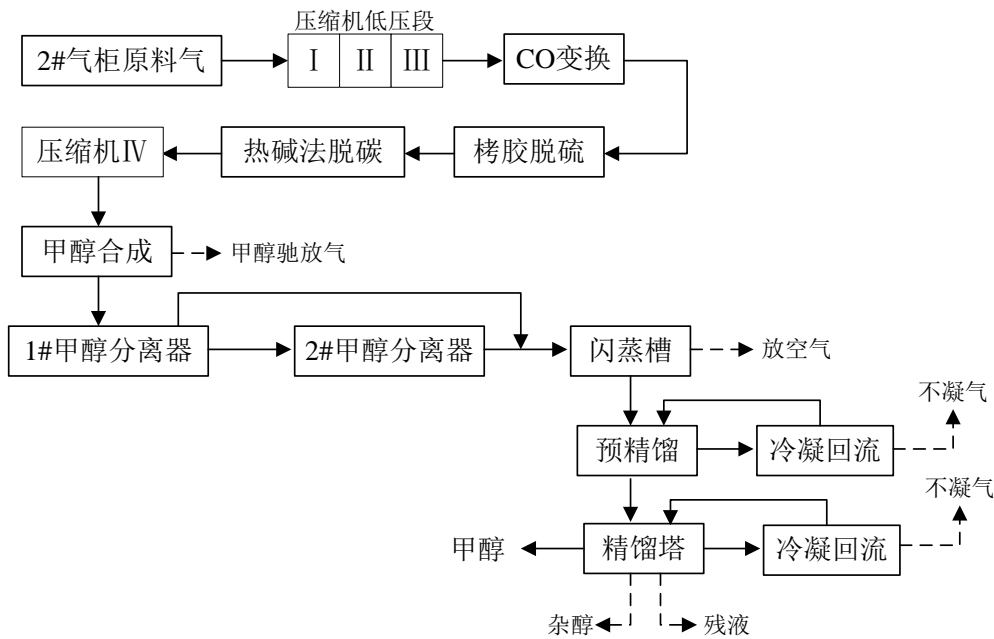 压缩机低压段
2#气柜原料气
Ⅰ
Ⅱ
Ⅲ
CO变换
压缩机Ⅳ
热碱法脱碳
栲胶脱硫
甲醇合成
甲醇驰放气
1#甲醇分离器
2#甲醇分离器
闪蒸槽
放空气
不凝气
预精馏
冷凝回流
不凝气
甲醇
精馏塔
冷凝回流
杂醇
残液